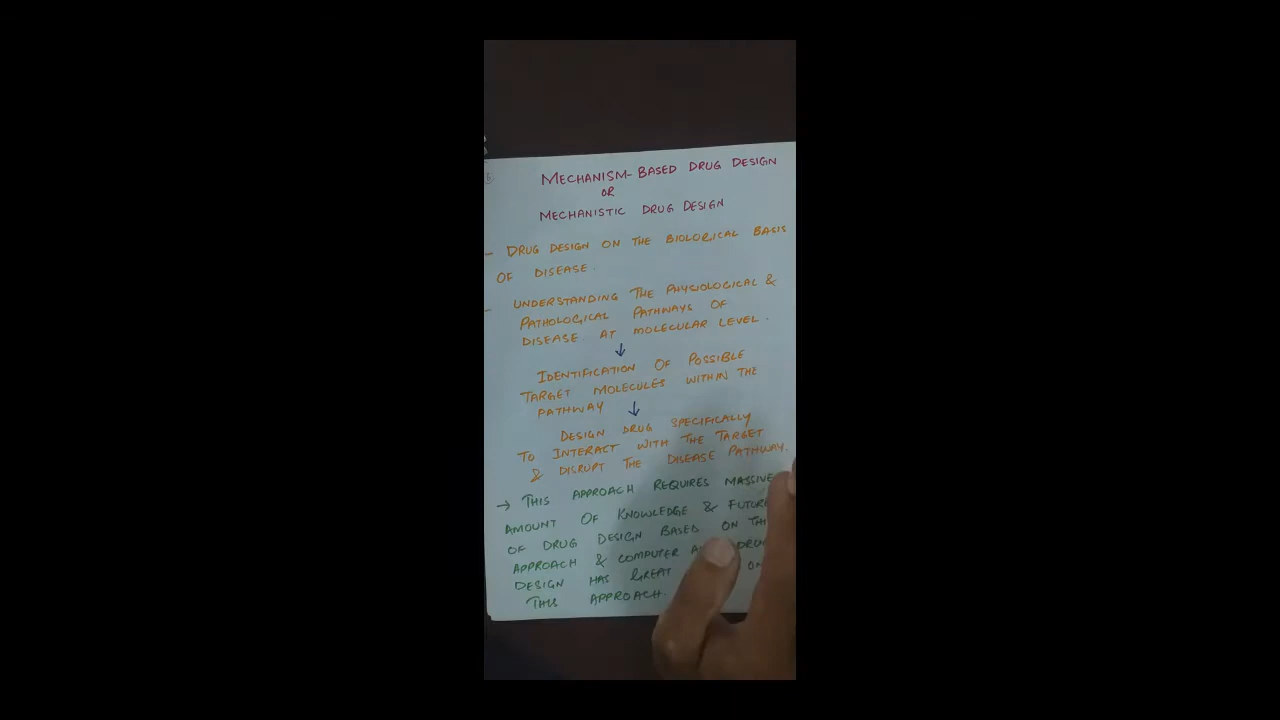 MECHANISM-BASED DRUG DESIGN
OR
MECHANISTIC DRUG DESIGN
- DRUG DESIGN ON THE BIOLOGICAL BASIS
OF DISEASE.
- UNDERSTANDING THE PHYSIOLOGICAL &
PATHOLOGICAL PATHWAYS OF
DISEASE AT MOLECULAR LEVEL.
↓
IDENTIFICATION OF POSSIBLE
TARGET MOLECULES WITHIN THE
PATHWAY ↓
DESIGN DRUG SPECIFICALLY
TO INTERACT WITH THE TARGET
& DISRUPT THE DISEASE PATHWAY.
→ THIS APPROACH REQUIRES MASSIVE
AMOUNT OF KNOWLEDGE & FUTURE
OF DRUG DESIGN BASED ON THIS
APPROACH & COMPUTER DRUG
DESIGN HAS GREAT ON
THIS APPROACH.